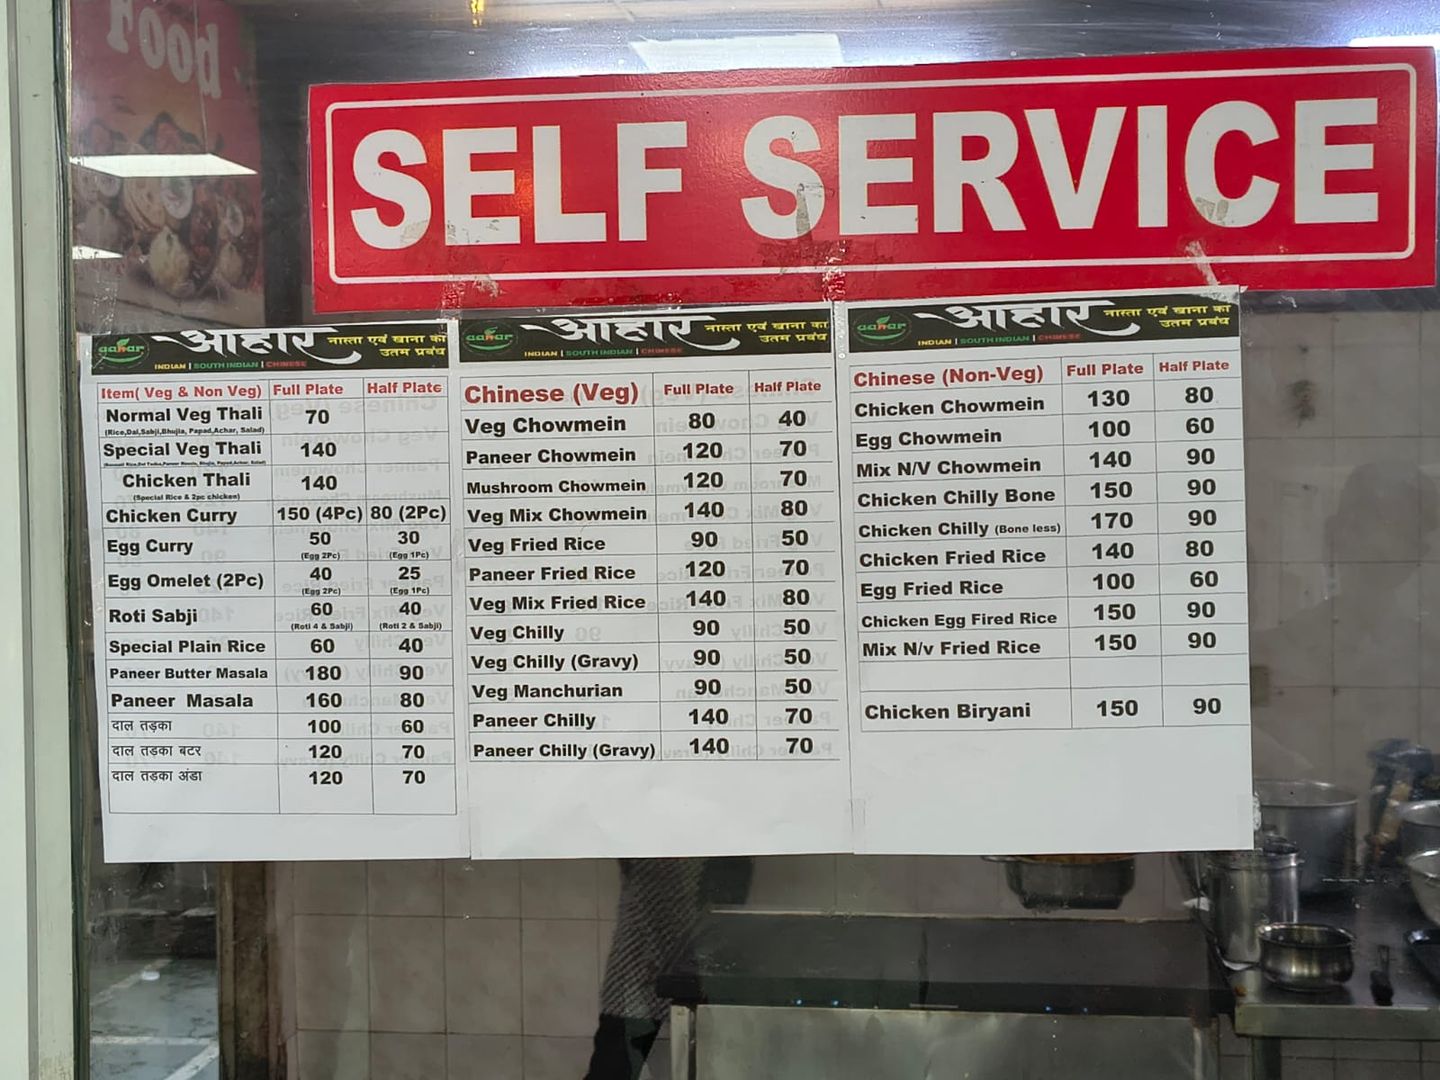 Food
SELF SERVICE
aahar आहार नास्ता एवं खाना का
उतम प्रबंध
INDIAN | SOUTH INDIAN | CHINESE
Item( Veg & Non Veg) Full Plate Half Plate
Normal Veg Thali 70
(Rice,Dal,Sabji,Bhujia, Papad,Achar, Salad)
Special Veg Thali 140
Chicken Thali 140
(Special Rice & 2pc chicken)
Chicken Curry 150 (4Pc) 80 (2Pc)
Egg Curry 50 30
(Egg 2Pc) (Egg 1Pc)
Egg Omelet (2Pc) 40 25
(Egg 2Pc) (Egg 1Pc)
Roti Sabji 60 40
(Roti 4 & Sabji) (Roti 2 & Sabji)
Special Plain Rice 60 40
Paneer Butter Masala 180 90
Paneer Masala 160 80
दाल तड़का 100 60
दाल तड़का बटर 120 70
दाल तड़का अंडा 120 70
aahar आहार नास्ता एवं खाना का
उतम प्रबंध
INDIAN | SOUTH INDIAN | CHINESE
Chinese (Veg) Full Plate Half Plate
Veg Chowmein 80 40
Paneer Chowmein 120 70
Mushroom Chowmein 120 70
Veg Mix Chowmein 140 80
Veg Fried Rice 90 50
Paneer Fried Rice 120 70
Veg Mix Fried Rice 140 80
Veg Chilly 90 50
Veg Chilly (Gravy) 90 50
Veg Manchurian 90 50
Paneer Chilly 140 70
Paneer Chilly (Gravy) 140 70
aahar आहार नास्ता एवं खाना का
उतम प्रबंध
INDIAN | SOUTH INDIAN | CHINESE
Chinese (Non-Veg) Full Plate Half Plate
Chicken Chowmein 130 80
Egg Chowmein 100 60
Mix N/V Chowmein 140 90
Chicken Chilly Bone 150 90
Chicken Chilly (Bone less) 170 90
Chicken Fried Rice 140 80
Egg Fried Rice 100 60
Chicken Egg Fired Rice 150 90
Mix N/v Fried Rice 150 90
Chicken Biryani 150 90